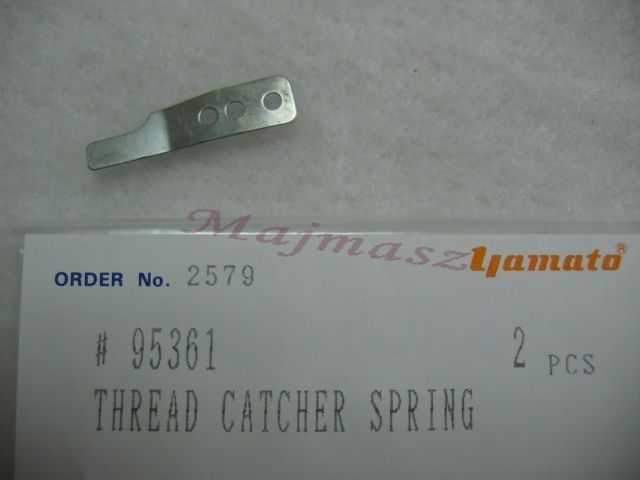 Majmasz
yamato®
ORDER No. 2579
# 95361 2 PCS
THREAD CATCHER SPRING